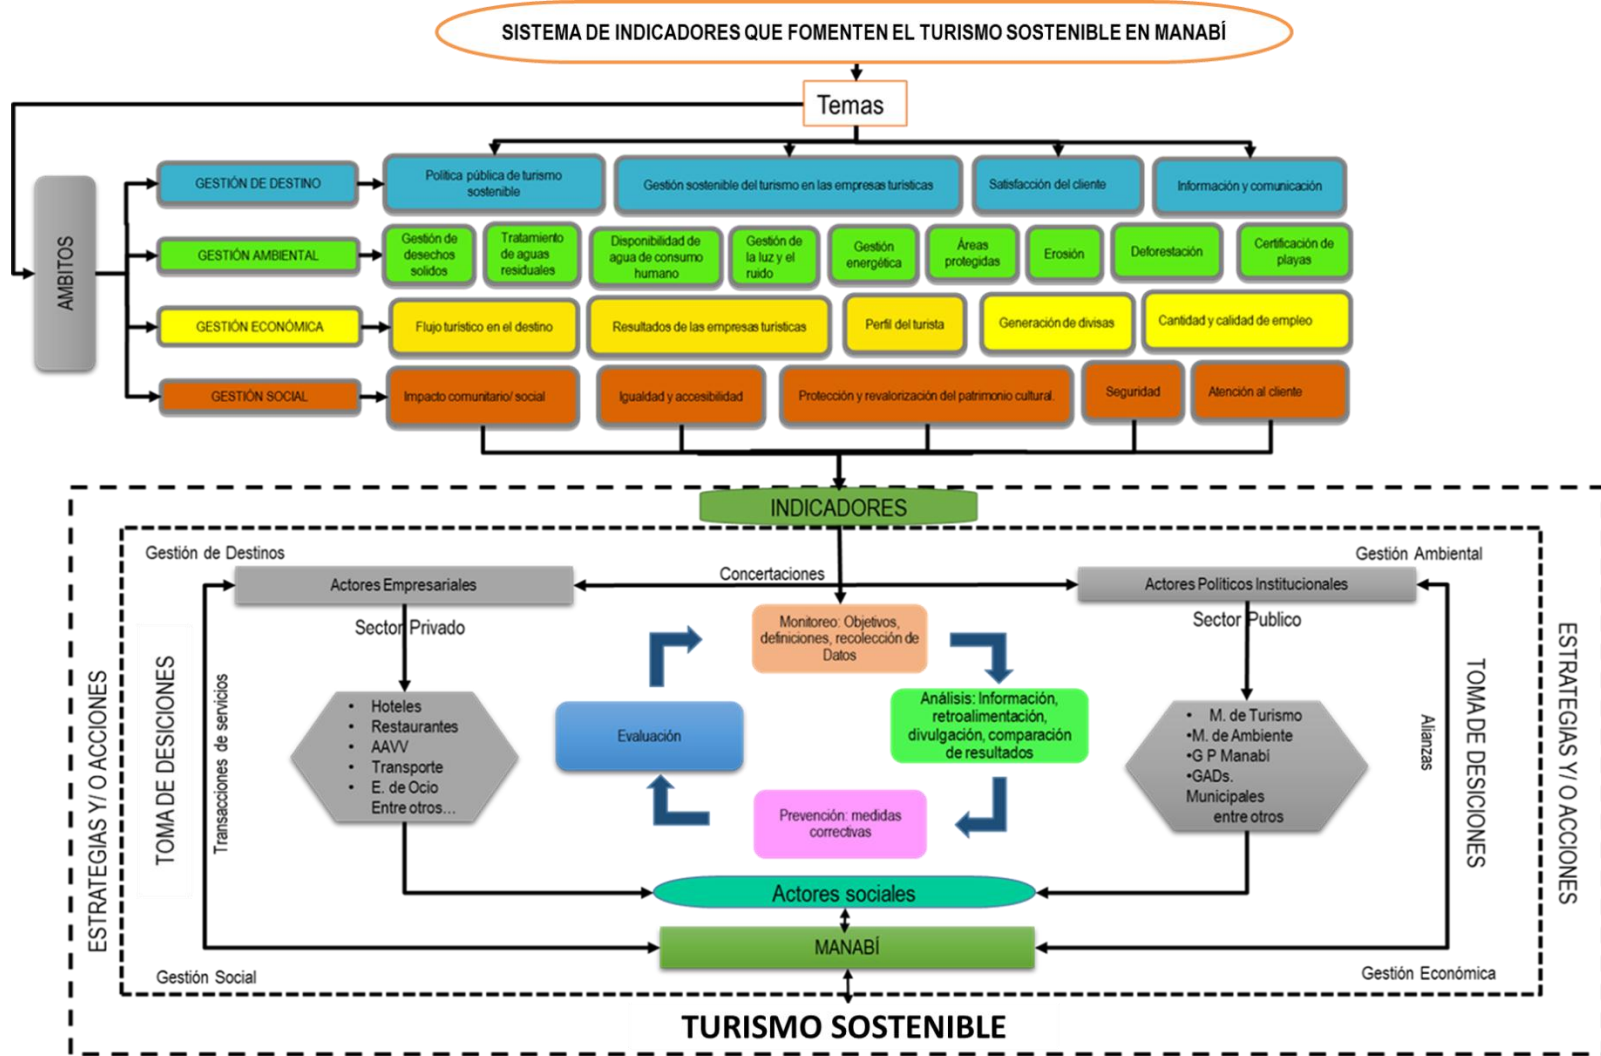 SISTEMA DE INDICADORES QUE FOMENTEN EL TURISMO SOSTENIBLE EN MANABÍ
Temas
AMBITOS
GESTIÓN DE DESTINO
Política pública de turismo
sostenible
Gestión sostenible del turismo en las empresas turísticas
Satisfacción del cliente
Información y comunicación
GESTIÓN AMBIENTAL
Gestión de
desechos
solidos
Tratamiento
de aguas
residuales
Disponibilidad de
agua de consumo
humano
Gestión de
la luz y el
ruido
Gestión
energética
Áreas
protegidas
Erosión
Deforestación
Certificación de
playas
GESTIÓN ECONÓMICA
Flujo turístico en el destino
Resultados de las empresas turísticas
Perfil del turista
Generación de divisas
Cantidad y calidad de empleo
GESTIÓN SOCIAL
Impacto comunitario/ social
Igualdad y accesibilidad
Protección y revalorización del patrimonio cultural.
Seguridad
Atención al cliente
INDICADORES
Gestión de Destinos
Gestión Ambiental
Actores Empresariales
Concertaciones
Actores Políticos Institucionales
Sector Privado
Sector Publico
ESTRATEGIAS Y/ O ACCIONES
TOMA DE DESICIONES
Transacciones de servicios
• Hoteles
• Restaurantes
• AAVV
• Transporte
• E. de Ocio
Entre otros...
Monitoreo: Objetivos,
definiciones, recolección de
Datos
Análisis: Información,
retroalimentación,
divulgación, comparación
de resultados
Evaluación
Prevención: medidas
correctivas
• M. de Turismo
•M. de Ambiente
•G P Manabí
•GADs.
Municipales
entre otros
Alianzas
TOMA DE DESICIONES
ESTRATEGIAS Y/ O ACCIONES
Actores sociales
MANABÍ
Gestión Social
Gestión Económica
TURISMO SOSTENIBLE